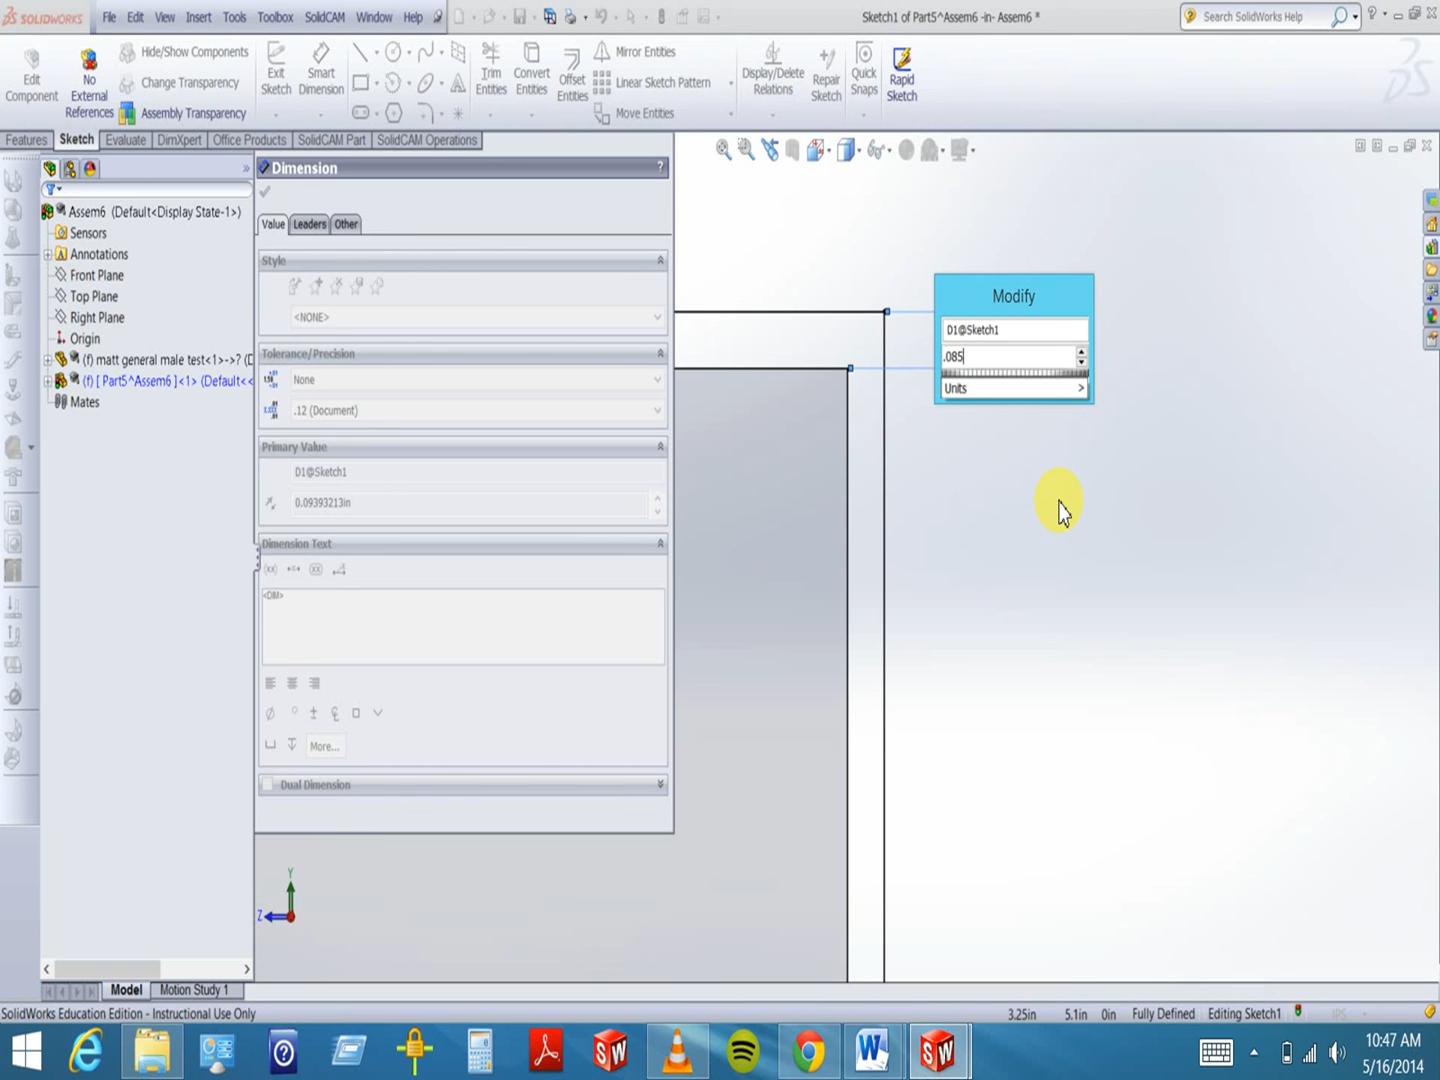 SOLIDWORKS
File Edit View Insert Tools Toolbox SolidCAM Window Help
Sketch1 of Part5^Assem6 -in- Assem6 *
Search SolidWorks Help
Edit Component
No External References
Hide/Show Components
Change Transparency
Assembly Transparency
Exit Sketch
Smart Dimension
Trim Entities
Convert Entities
Offset Entities
Mirror Entities
Linear Sketch Pattern
Move Entities
Display/Delete Relations
Repair Sketch
Quick Snaps
Rapid Sketch
Features Sketch Evaluate DimXpert Office Products SolidCAM Part SolidCAM Operations
Assem6 (Default<Display State-1>)
Sensors
Annotations
Front Plane
Top Plane
Right Plane
Origin
(f) matt general male test<1>->? (D
(f) [ Part5^Assem6 ]<1> (Default<<
Mates
Dimension
?
Value Leaders Other
Style
<NONE>
Tolerance/Precision
None
.12 (Document)
Primary Value
D1@Sketch1
0.09393213in
Dimension Text
<DIM>
More...
Dual Dimension
Modify
D1@Sketch1
.085
Units >
Y
Z
Model Motion Study 1
SolidWorks Education Edition - Instructional Use Only
3.25in 5.1in 0in Fully Defined Editing Sketch1 IPS
10:47 AM
5/16/2014